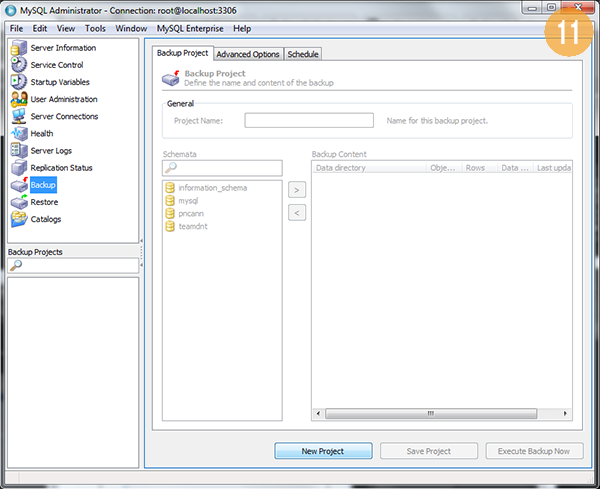 MySQL Administrator - Connection: root@localhost:3306
11
File Edit View Tools Window MySQL Enterprise Help
Server Information
Service Control
Startup Variables
User Administration
Server Connections
Health
Server Logs
Replication Status
Backup
Restore
Catalogs
Backup Projects
Backup Project Advanced Options Schedule
Backup Project
Define the name and content of the backup
General
Project Name: Name for this backup project.
Schemata
information_schema
mysql
pncann
teamdnt
>
<
Backup Content
Data directory Obje... Rows Data ... Last upda
New Project Save Project Execute Backup Now